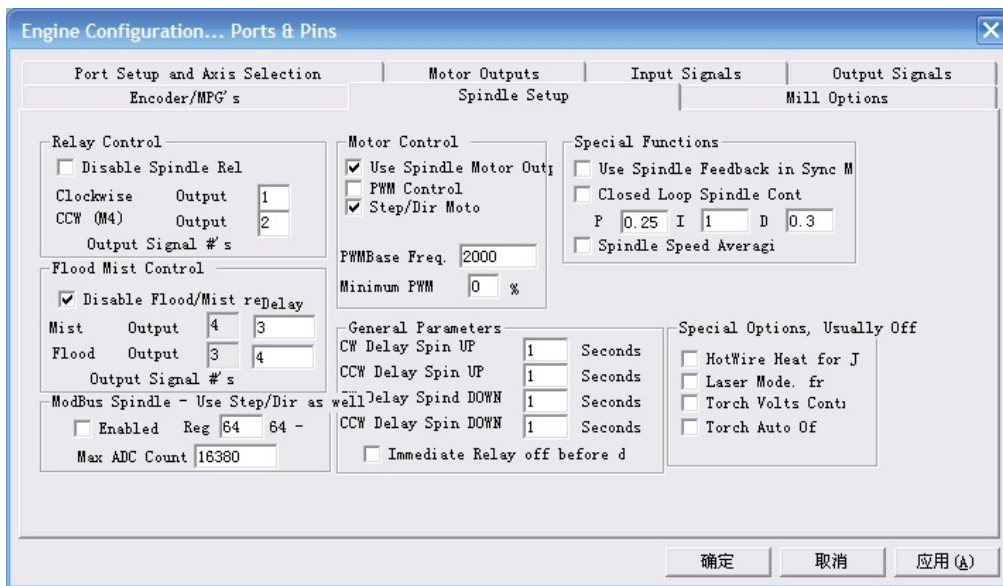 Engine Configuration... Ports & Pins
Port Setup and Axis Selection
Motor Outputs
Input Signals
Output Signals
Encoder/MPG's
Spindle Setup
Mill Options
Relay Control
Disable Spindle Rel
Clockwise Output 1
CCW (M4) Output 2
Output Signal #'s
Flood Mist Control
Disable Flood/Mist re Delay
Mist Output 4 3
Flood Output 3 4
Output Signal #'s
ModBus Spindle - Use Step/Dir as well
Enabled Reg 64 64 -
Max ADC Count 16380
Motor Control
Use Spindle Motor Outp
PWM Control
Step/Dir Moto
PWMBase Freq. 2000
Minimum PWM 0 %
General Parameters
CW Delay Spin UP 1 Seconds
CCW Delay Spin UP 1 Seconds
Delay Spind DOWN 1 Seconds
CCW Delay Spin DOWN 1 Seconds
Immediate Relay off before d
Special Functions
Use Spindle Feedback in Sync M
Closed Loop Spindle Cont
P 0.25 I 1 D 0.3
Spindle Speed Averagi
Special Options, Usually Off
HotWire Heat for J
Laser Mode. fr
Torch Volts Cont
Torch Auto Of
确定
取消
应用(A)